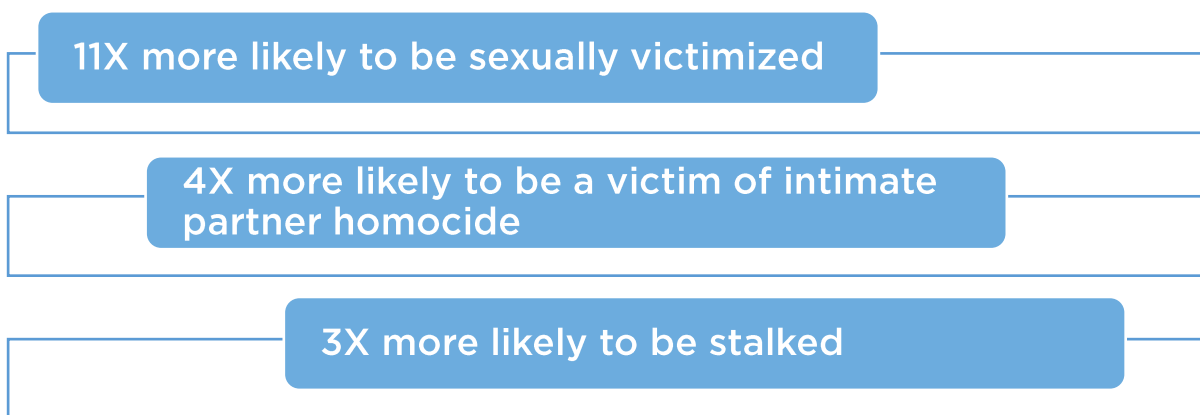 11X more likely to be sexually victimized
4X more likely to be a victim of intimate
partner homocide
3X more likely to be stalked